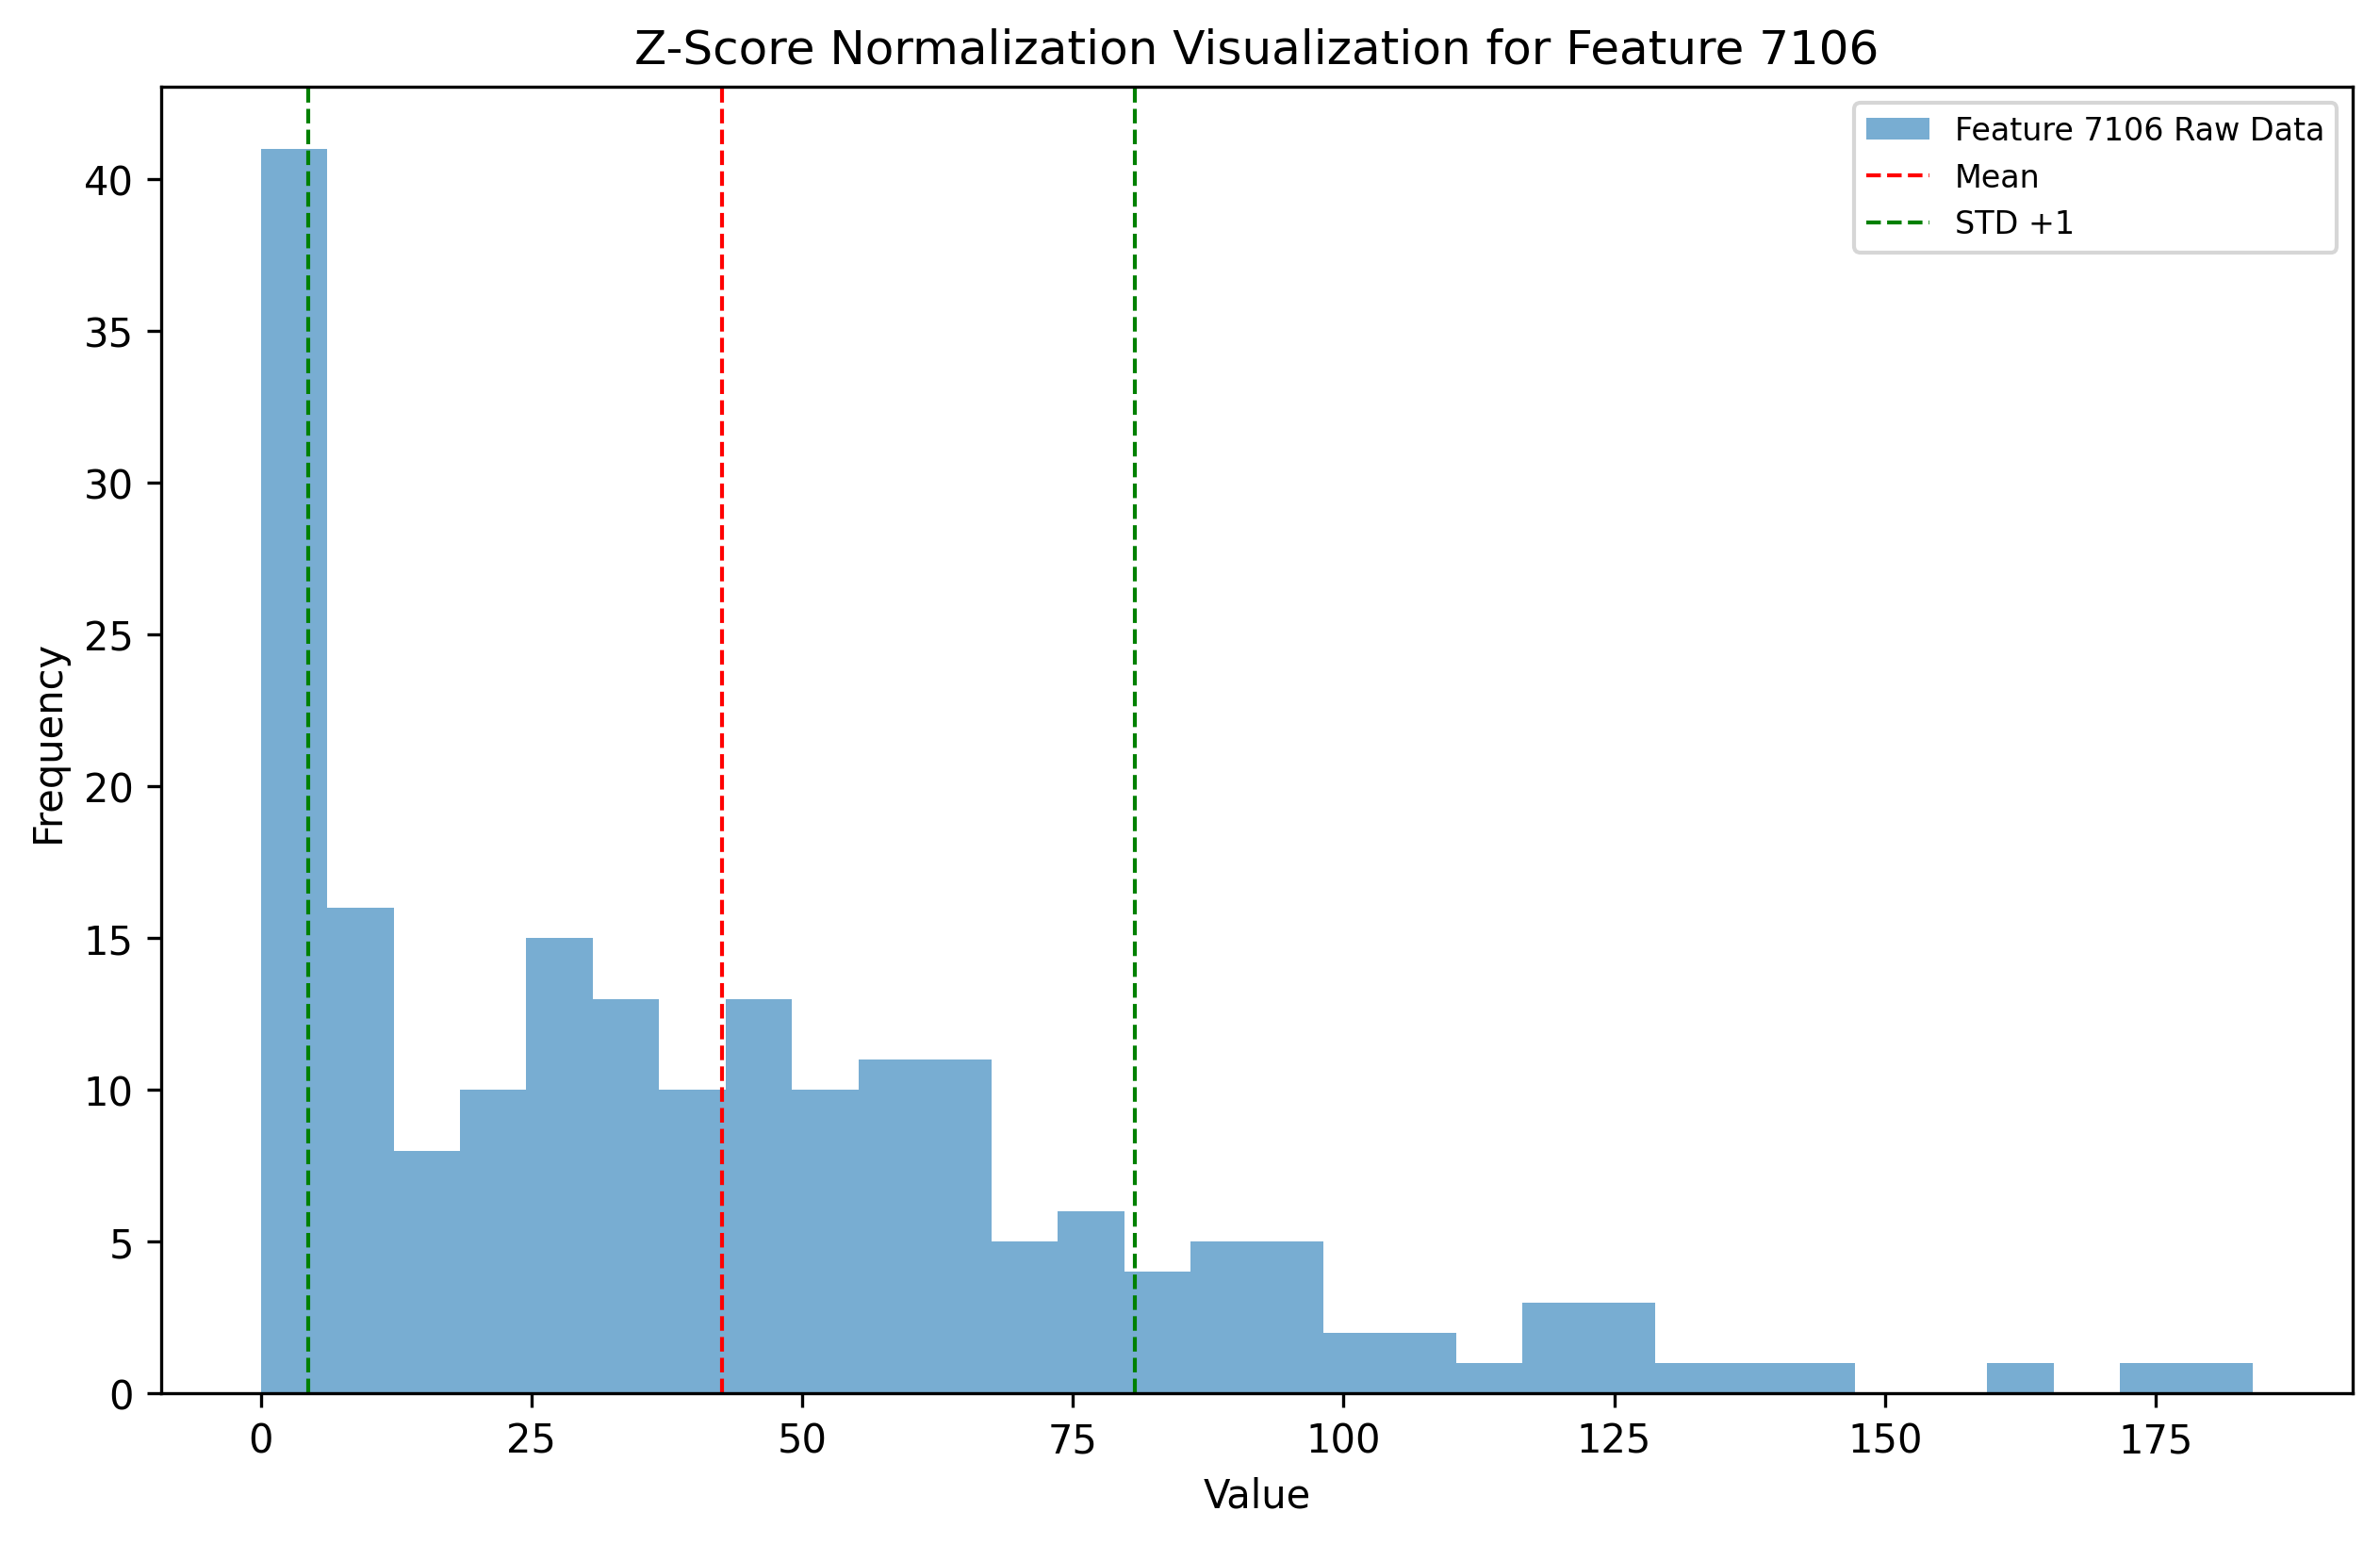 Z-Score Normalization Visualization for Feature 7106
Feature 7106 Raw Data
Mean
STD +1
40
35
30
25
20
15
10
5
0
Frequency
0 25 50 75 100 125 150 175
Value